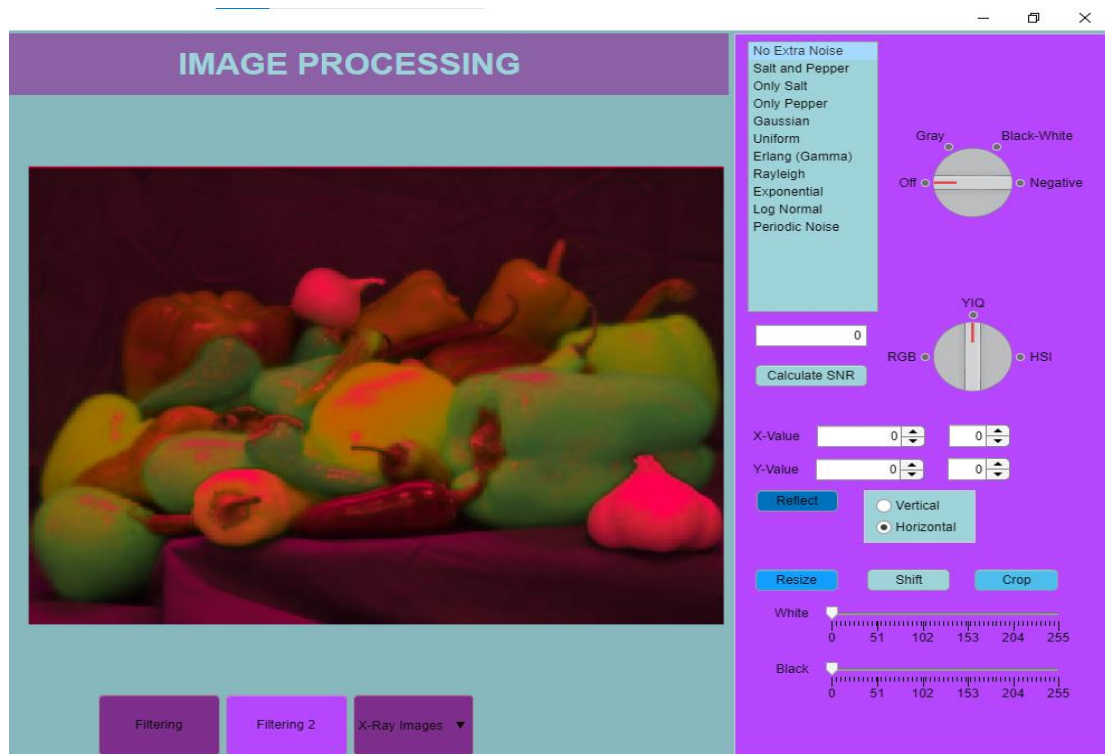 IMAGE PROCESSING
No Extra Noise
Salt and Pepper
Only Salt
Only Pepper
Gaussian
Uniform
Erlang (Gamma)
Rayleigh
Exponential
Log Normal
Periodic Noise
Gray
Black-White
Off
Negative
0
Calculate SNR
YIQ
RGB
HSI
X-Value 0 0
Y-Value 0 0
Reflect
Vertical
Horizontal
Resize Shift Crop
White
0 51 102 153 204 255
Black
0 51 102 153 204 255
Filtering Filtering 2 X-Ray Images